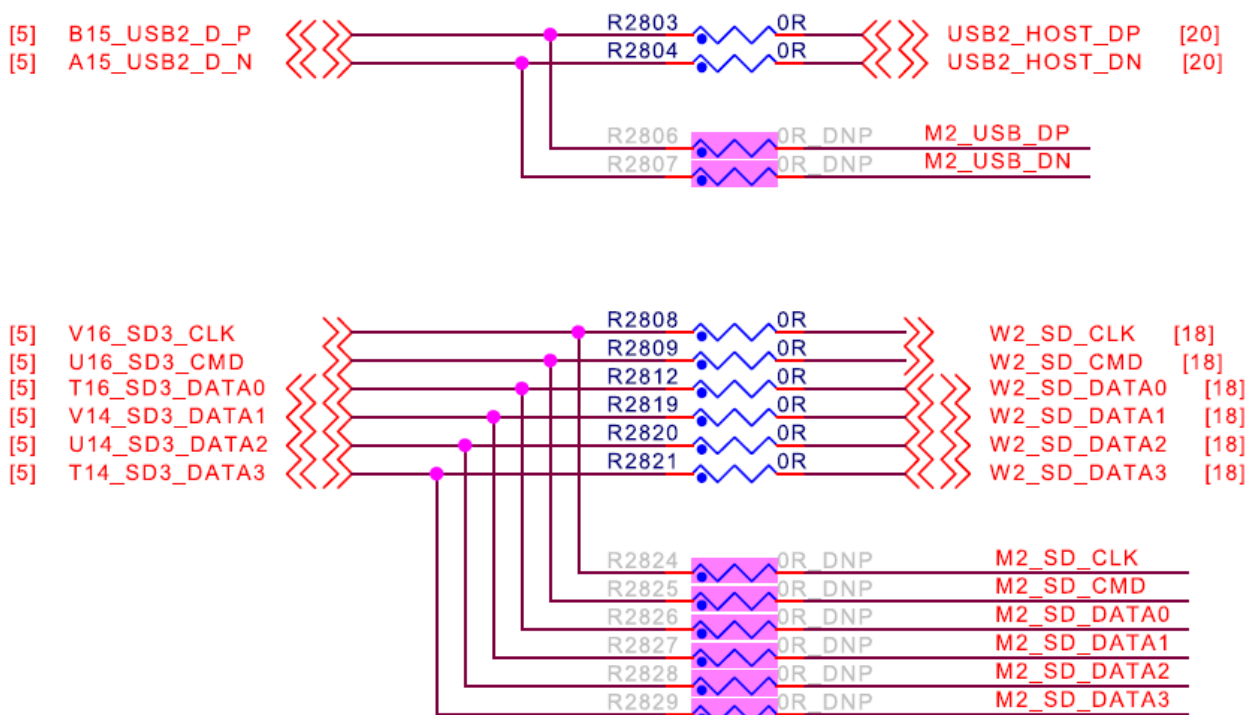 R2803 0R
[5] B15_USB2_D_P USB2_HOST_DP [20]
R2804 0R
[5] A15_USB2_D_N USB2_HOST_DN [20]
R2806 0R_DNP M2_USB_DP
R2807 0R_DNP M2_USB_DN
R2808 0R
[5] V16_SD3_CLK W2_SD_CLK [18]
R2809 0R
[5] U16_SD3_CMD W2_SD_CMD [18]
R2812 0R
[5] T16_SD3_DATA0 W2_SD_DATA0 [18]
R2819 0R
[5] V14_SD3_DATA1 W2_SD_DATA1 [18]
R2820 0R
[5] U14_SD3_DATA2 W2_SD_DATA2 [18]
R2821 0R
[5] T14_SD3_DATA3 W2_SD_DATA3 [18]
R2824 0R_DNP M2_SD_CLK
R2825 0R_DNP M2_SD_CMD
R2826 0R_DNP M2_SD_DATA0
R2827 0R_DNP M2_SD_DATA1
R2828 0R_DNP M2_SD_DATA2
R2829 0R_DNP M2_SD_DATA3